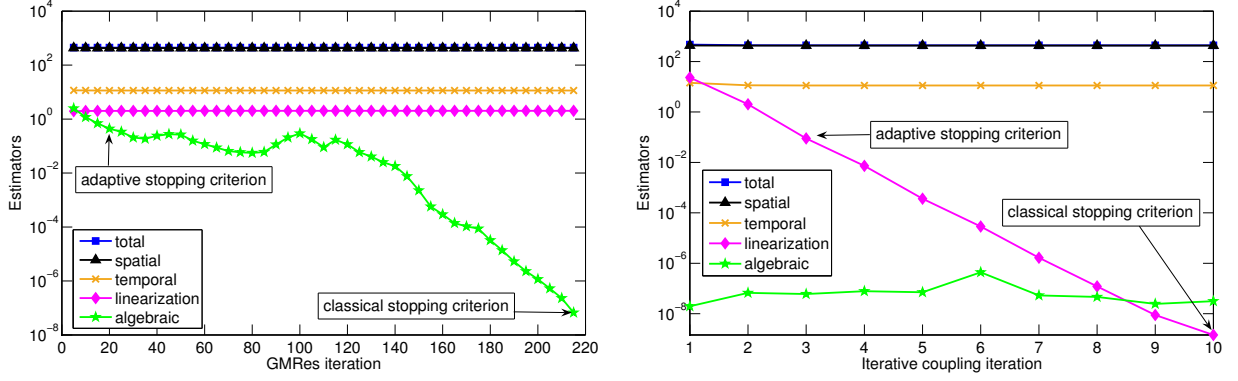 10^4
10^2
10^0
10^-2
10^-4
10^-6
10^-8
Estimators
0 20 40 60 80 100 120 140 160 180 200 220
GMRes iteration
adaptive stopping criterion
classical stopping criterion
total
spatial
temporal
linearization
algebraic
10^4
10^2
10^0
10^-2
10^-4
10^-6
10^-8
Estimators
1 2 3 4 5 6 7 8 9 10
Iterative coupling iteration
adaptive stopping criterion
classical stopping criterion
total
spatial
temporal
linearization
algebraic